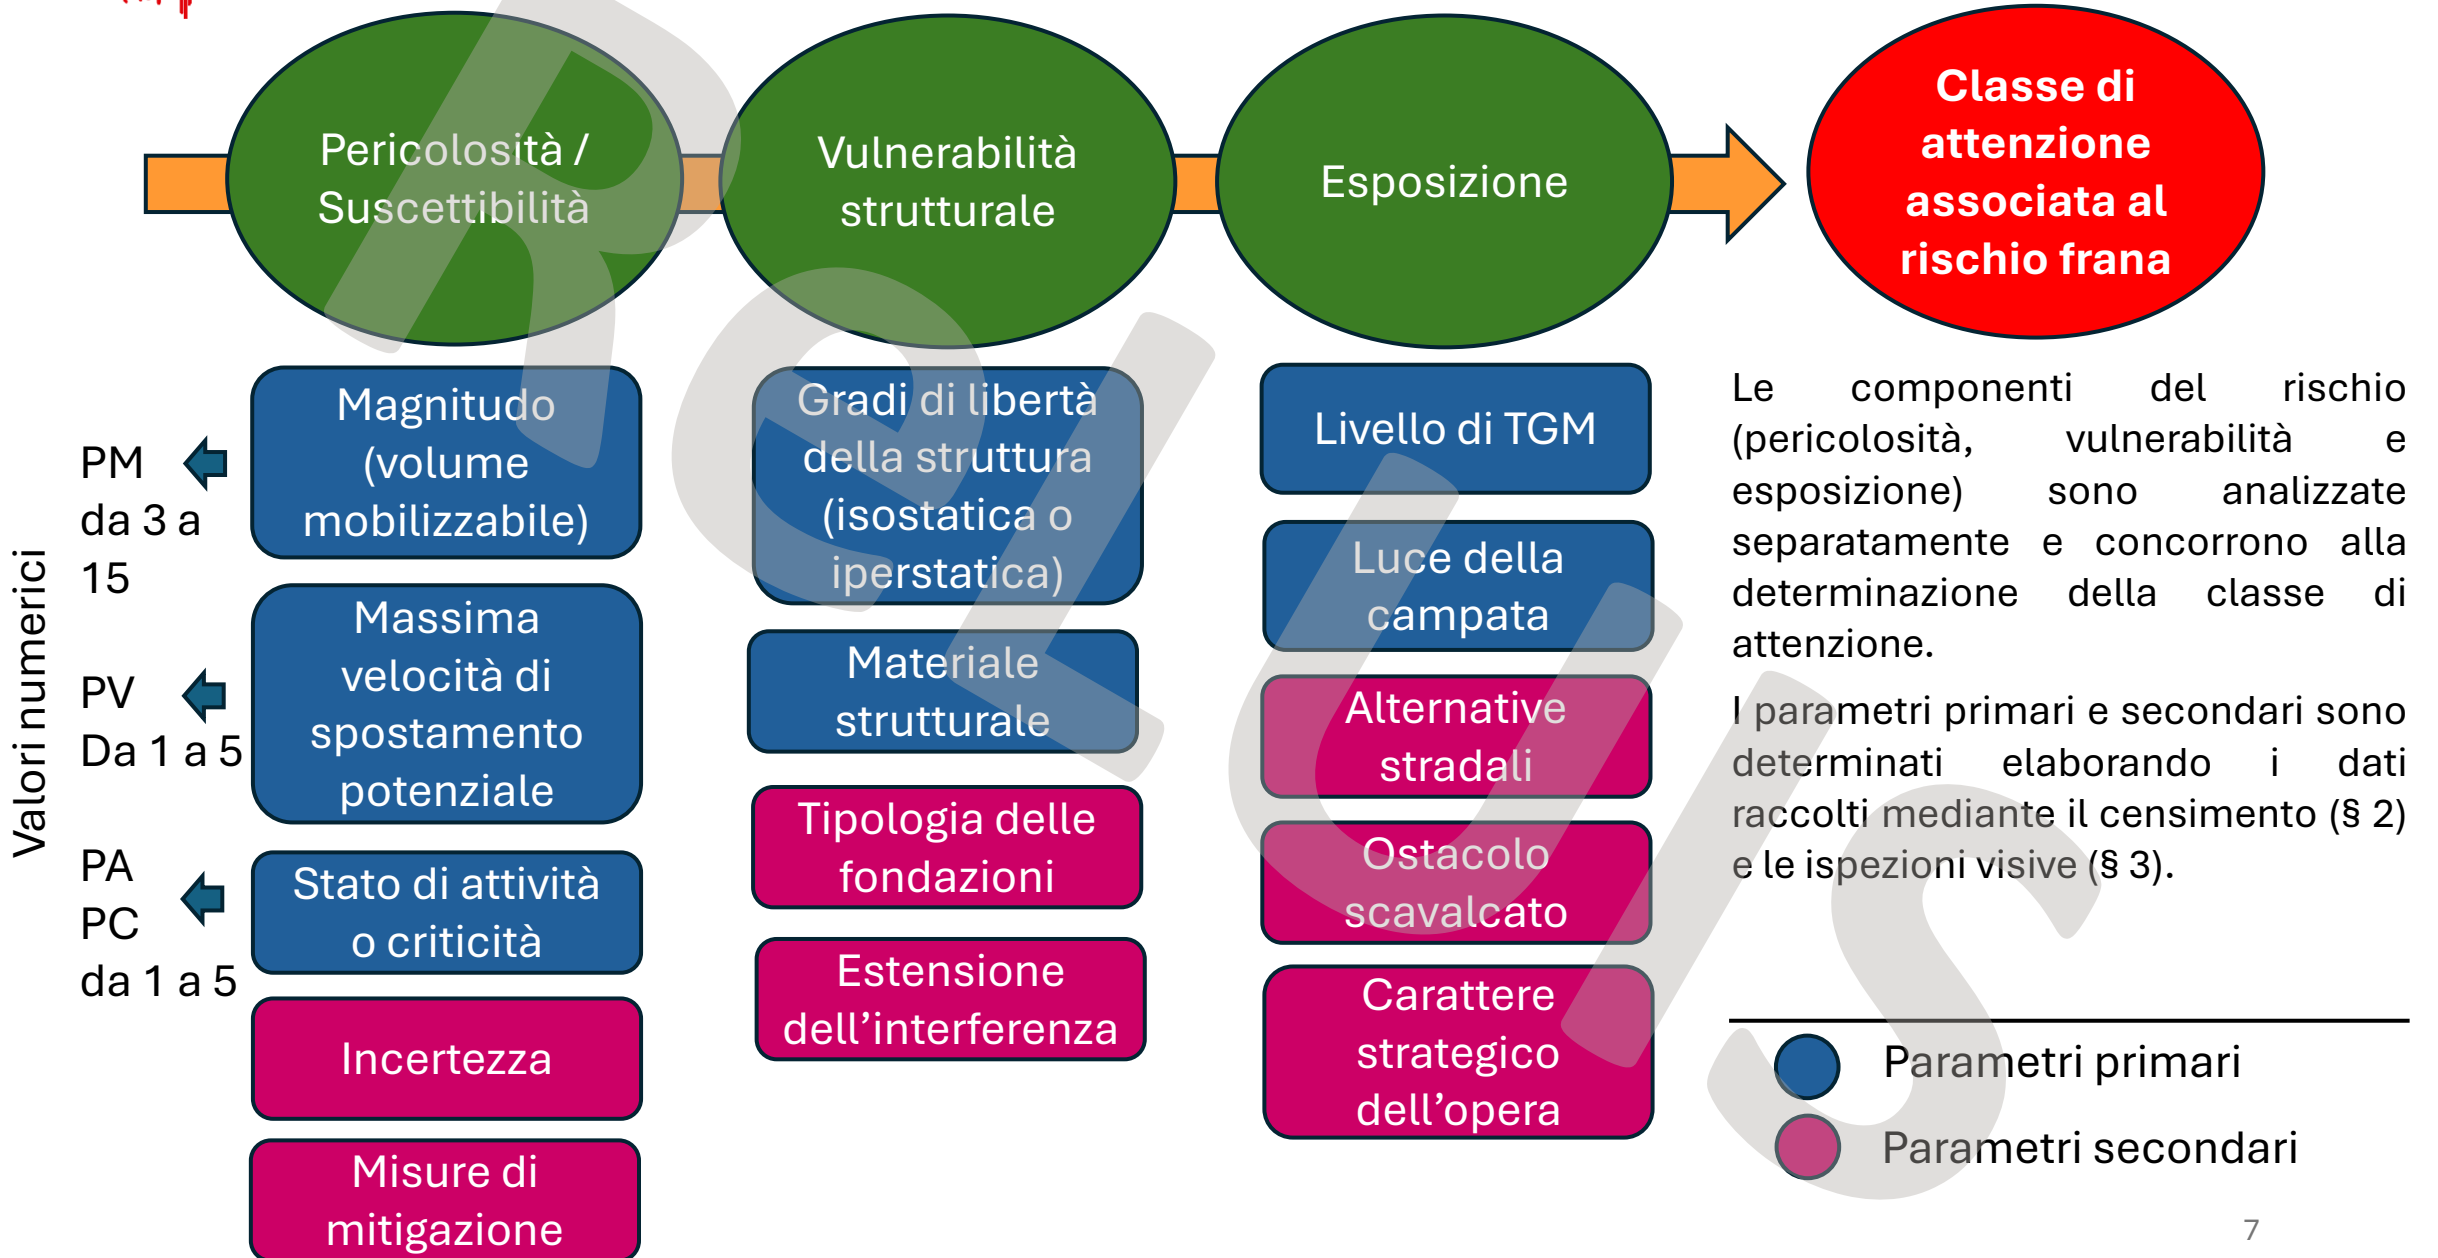 Pericolosità /
Suscettibilità
Vulnerabilità
strutturale
Esposizione
Classe di
attenzione
associata al
rischio frana
Valori numerici
PM
da 3 a
15
PV
Da 1 a 5
PA
PC
da 1 a 5
Magnitudo
(volume
mobilizzabile)
Massima
velocità di
spostamento
potenziale
Stato di attività
o criticità
Incertezza
Misure di
mitigazione
Gradi di libertà
della struttura
(isostatica o
iperstatica)
Materiale
strutturale
Tipologia delle
fondazioni
Estensione
dell’interferenza
Livello di TGM
Luce della
campata
Alternative
stradali
Ostacolo
scavalcato
Carattere
strategico
dell’opera
Le componenti del rischio
(pericolosità, vulnerabilità e
esposizione) sono analizzate
separatamente e concorrono alla
determinazione della classe di
attenzione.
I parametri primari e secondari sono
determinati elaborando i dati
raccolti mediante il censimento (§ 2)
e le ispezioni visive (§ 3).
Parametri primari
Parametri secondari
ReLUIS
7